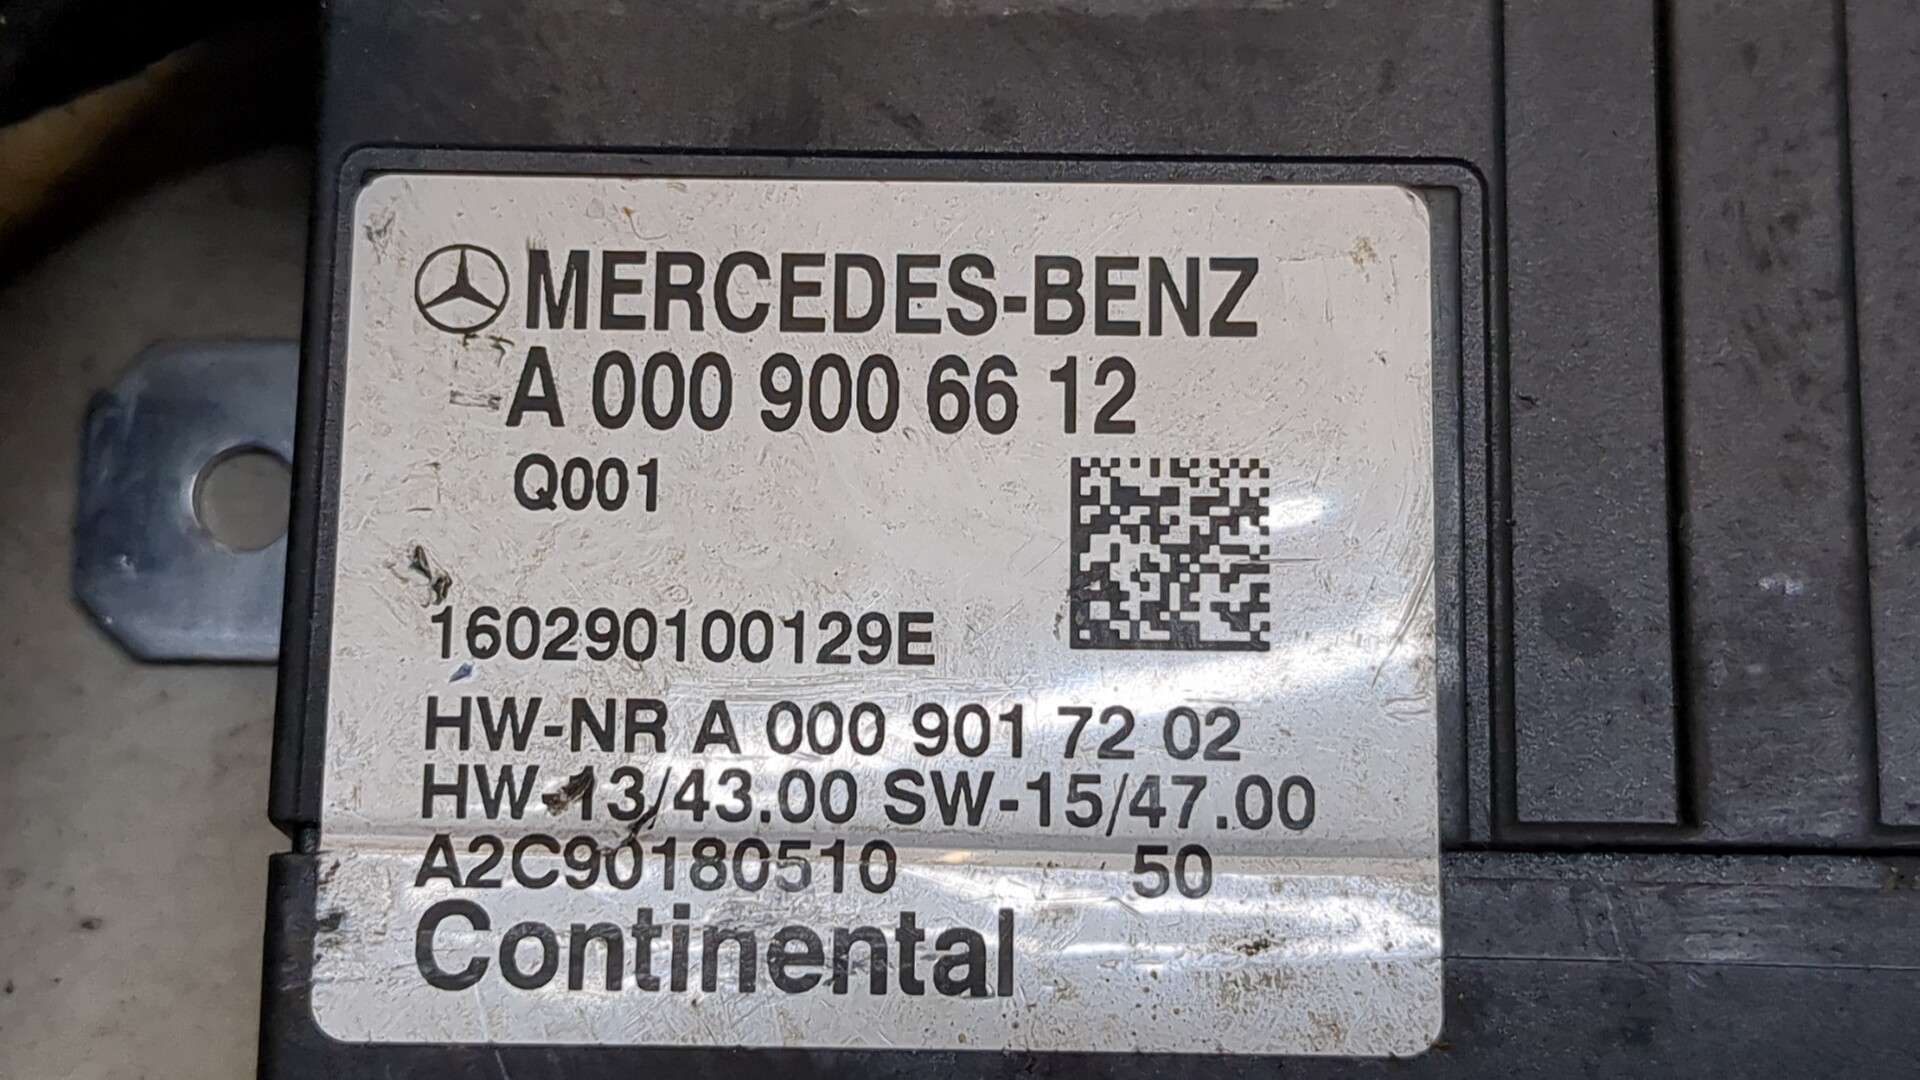 MERCEDES-BENZ
A 000 900 66 12
Q001
160290100129E
HW-NR A 000 901 72 02
HW-13/43.00 SW-15/47.00
A2C90180510 50
Continental